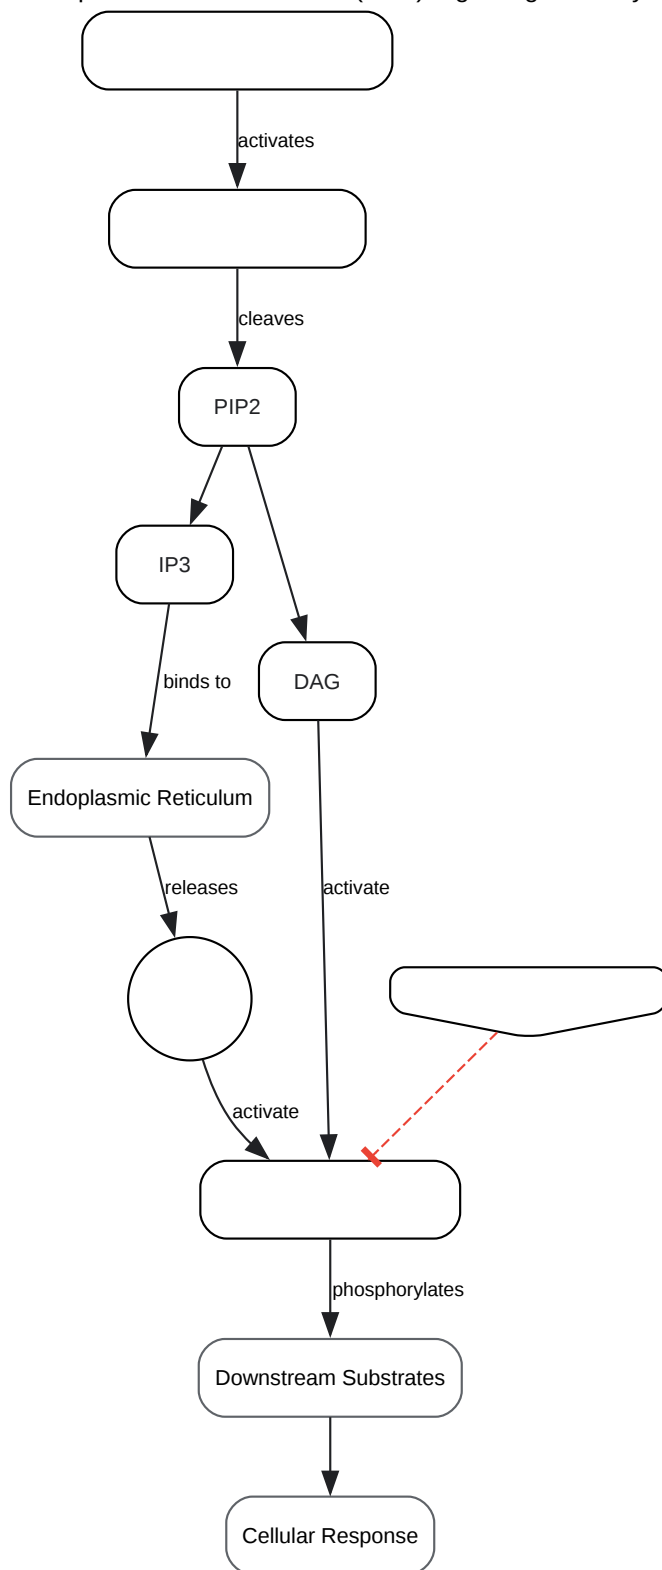 activates
cleaves
PIP2
IP3
DAG
binds to
Endoplasmic Reticulum
releases
activate
activate
phosphorylates
Downstream Substrates
Cellular Response